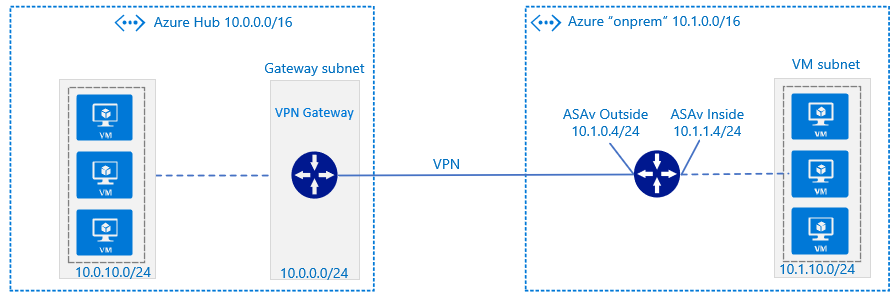 Azure Hub 10.0.0.0/16
Gateway subnet
VPN Gateway
VM
VM
VM
10.0.10.0/24
10.0.0.0/24
VPN
Azure “onprem” 10.1.0.0/16
VM subnet
ASAv Outside
10.1.0.4/24
ASAv Inside
10.1.1.4/24
VM
VM
VM
10.1.10.0/24